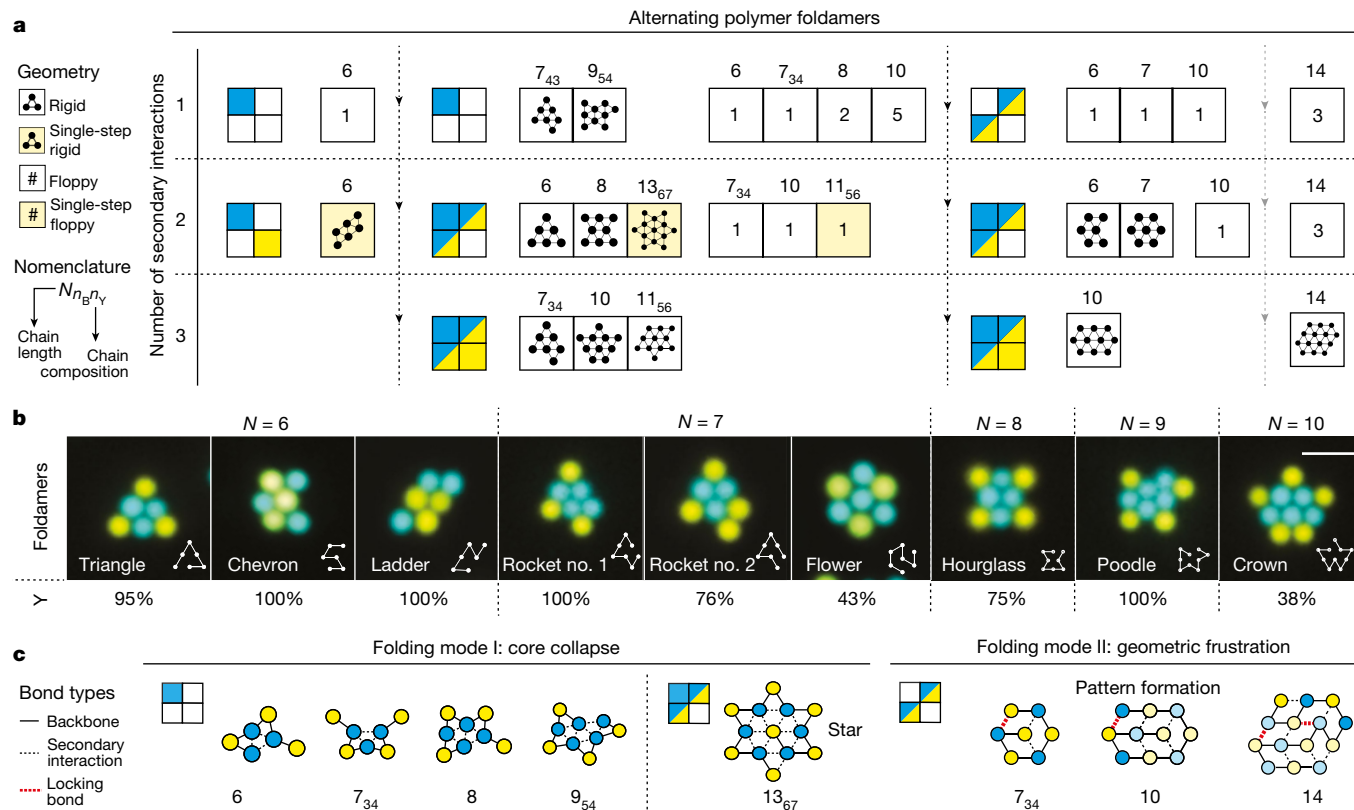 a
Alternating polymer foldamers
Geometry
Rigid
Single-step
rigid
# Floppy
# Single-step
floppy
Nomenclature
N n_B n_Y
Chain
length
Chain
composition
Number of secondary interactions
1
6
1
7_43 9_54
6 7_34 8 10
1 1 2 5
6 7 10
1 1 1
14
3
2
6
6 8 13_67
7_34 10 11_56
1 1 1
6 7 10
1
14
3
3
7_34 10 11_56
10
14
b
N = 6 N = 7 N = 8 N = 9 N = 10
Foldamers
Triangle Chevron Ladder Rocket no. 1 Rocket no. 2 Flower Hourglass Poodle Crown
Y
95% 100% 100% 100% 76% 43% 75% 100% 38%
c
Folding mode I: core collapse
Folding mode II: geometric frustration
Bond types
Backbone
Secondary
interaction
Locking
bond
Star
Pattern formation
6 7_34 8 9_54 13_67 7_34 10 14